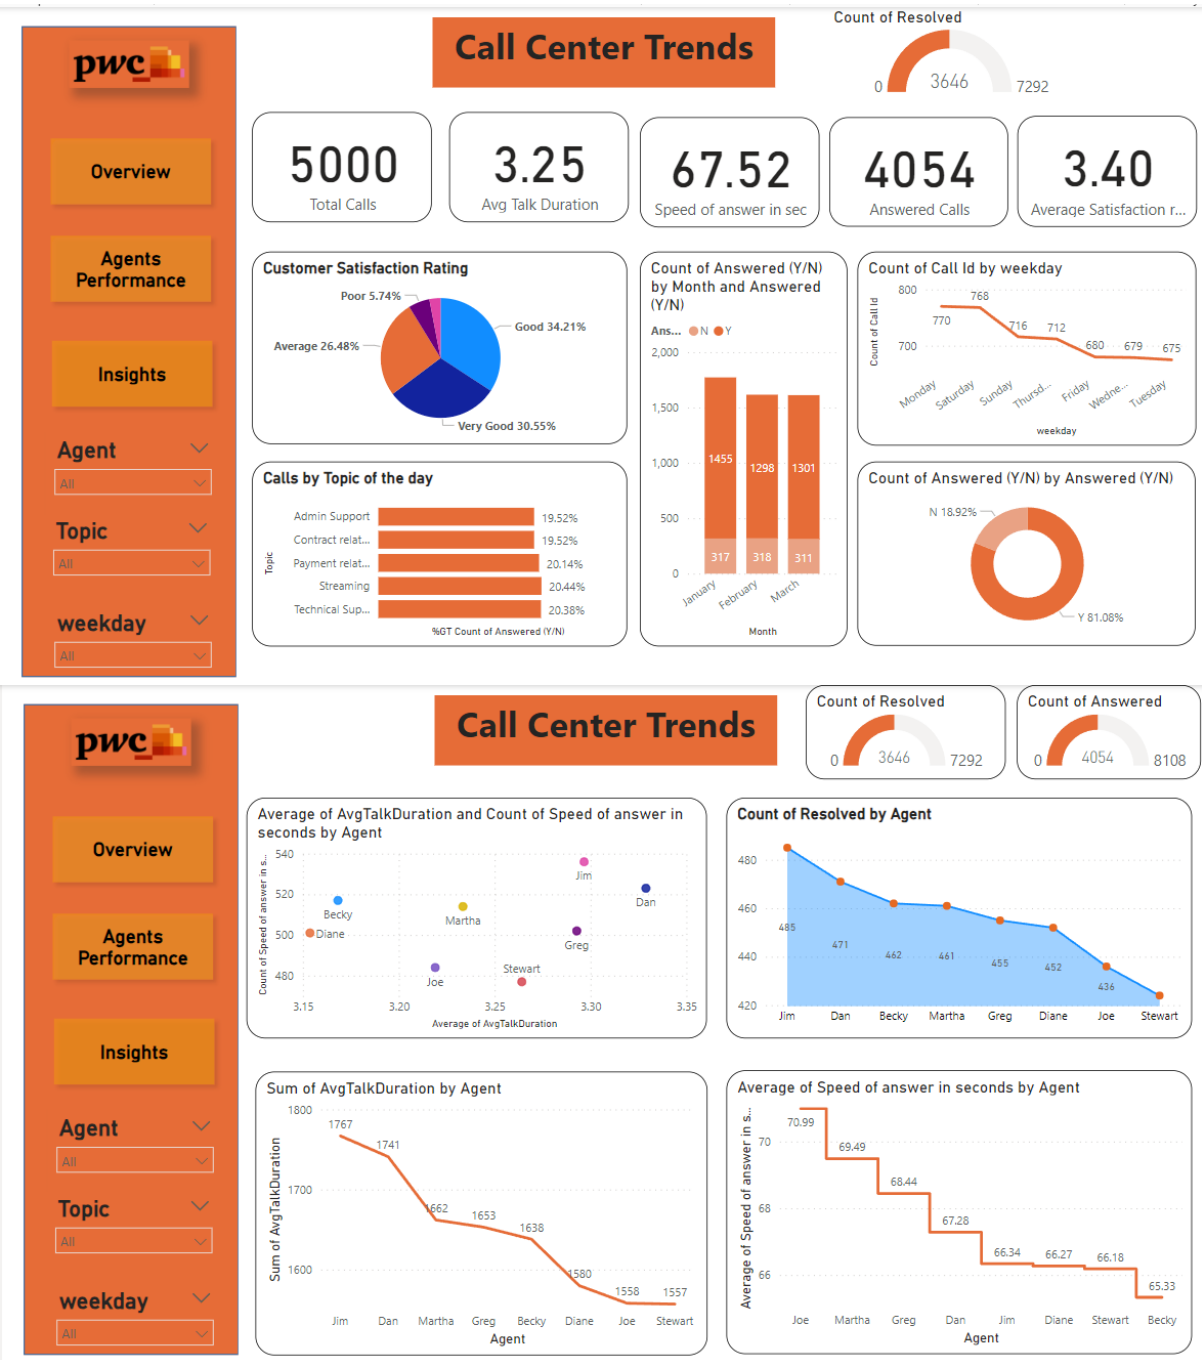 pwc
Overview
Agents
Performance
Insights
Agent
All
Topic
All
weekday
All
Call Center Trends
Count of Resolved
0
3646
7292
5000
Total Calls
3.25
Avg Talk Duration
67.52
Speed of answer in sec
4054
Answered Calls
3.40
Average Satisfaction r...
Customer Satisfaction Rating
Poor 5.74%
Good 34.21%
Average 26.48%
Very Good 30.55%
Calls by Topic of the day
Topic
Admin Support 19.52%
Contract relat... 19.52%
Payment relat... 20.14%
Streaming 20.44%
Technical Sup... 20.38%
%GT Count of Answered (Y/N)
Count of Answered (Y/N)
by Month and Answered
(Y/N)
Ans... N Y
2,000
1,500
1,000
500
0
1455
1298
1301
317
318
311
January
February
March
Month
Count of Call Id by weekday
Count of Call Id
800
700
770
768
716
712
680
679
675
Monday
Saturday
Sunday
Thursd...
Friday
Wedne...
Tuesday
weekday
Count of Answered (Y/N) by Answered (Y/N)
N 18.92%
Y 81.08%
pwc
Overview
Agents
Performance
Insights
Agent
All
Topic
All
weekday
All
Call Center Trends
Count of Resolved
0
3646
7292
Count of Answered
0
4054
8108
Average of AvgTalkDuration and Count of Speed of answer in
seconds by Agent
Count of Speed of answer in s...
540
520
500
480
Jim
Dan
Becky
Martha
Diane
Greg
Joe
Stewart
3.15
3.20
3.25
3.30
3.35
Average of AvgTalkDuration
Count of Resolved by Agent
480
460
440
420
485
471
462
461
455
452
436
Jim
Dan
Becky
Martha
Greg
Diane
Joe
Stewart
Sum of AvgTalkDuration by Agent
Sum of AvgTalkDuration
1800
1700
1600
1767
1741
1662
1653
1638
1580
1558
1557
Jim
Dan
Martha
Greg
Becky
Diane
Joe
Stewart
Agent
Average of Speed of answer in seconds by Agent
Average of Speed of answer in s...
70
68
66
70.99
69.49
68.44
67.28
66.34
66.27
66.18
65.33
Joe
Martha
Greg
Dan
Jim
Diane
Stewart
Becky
Agent